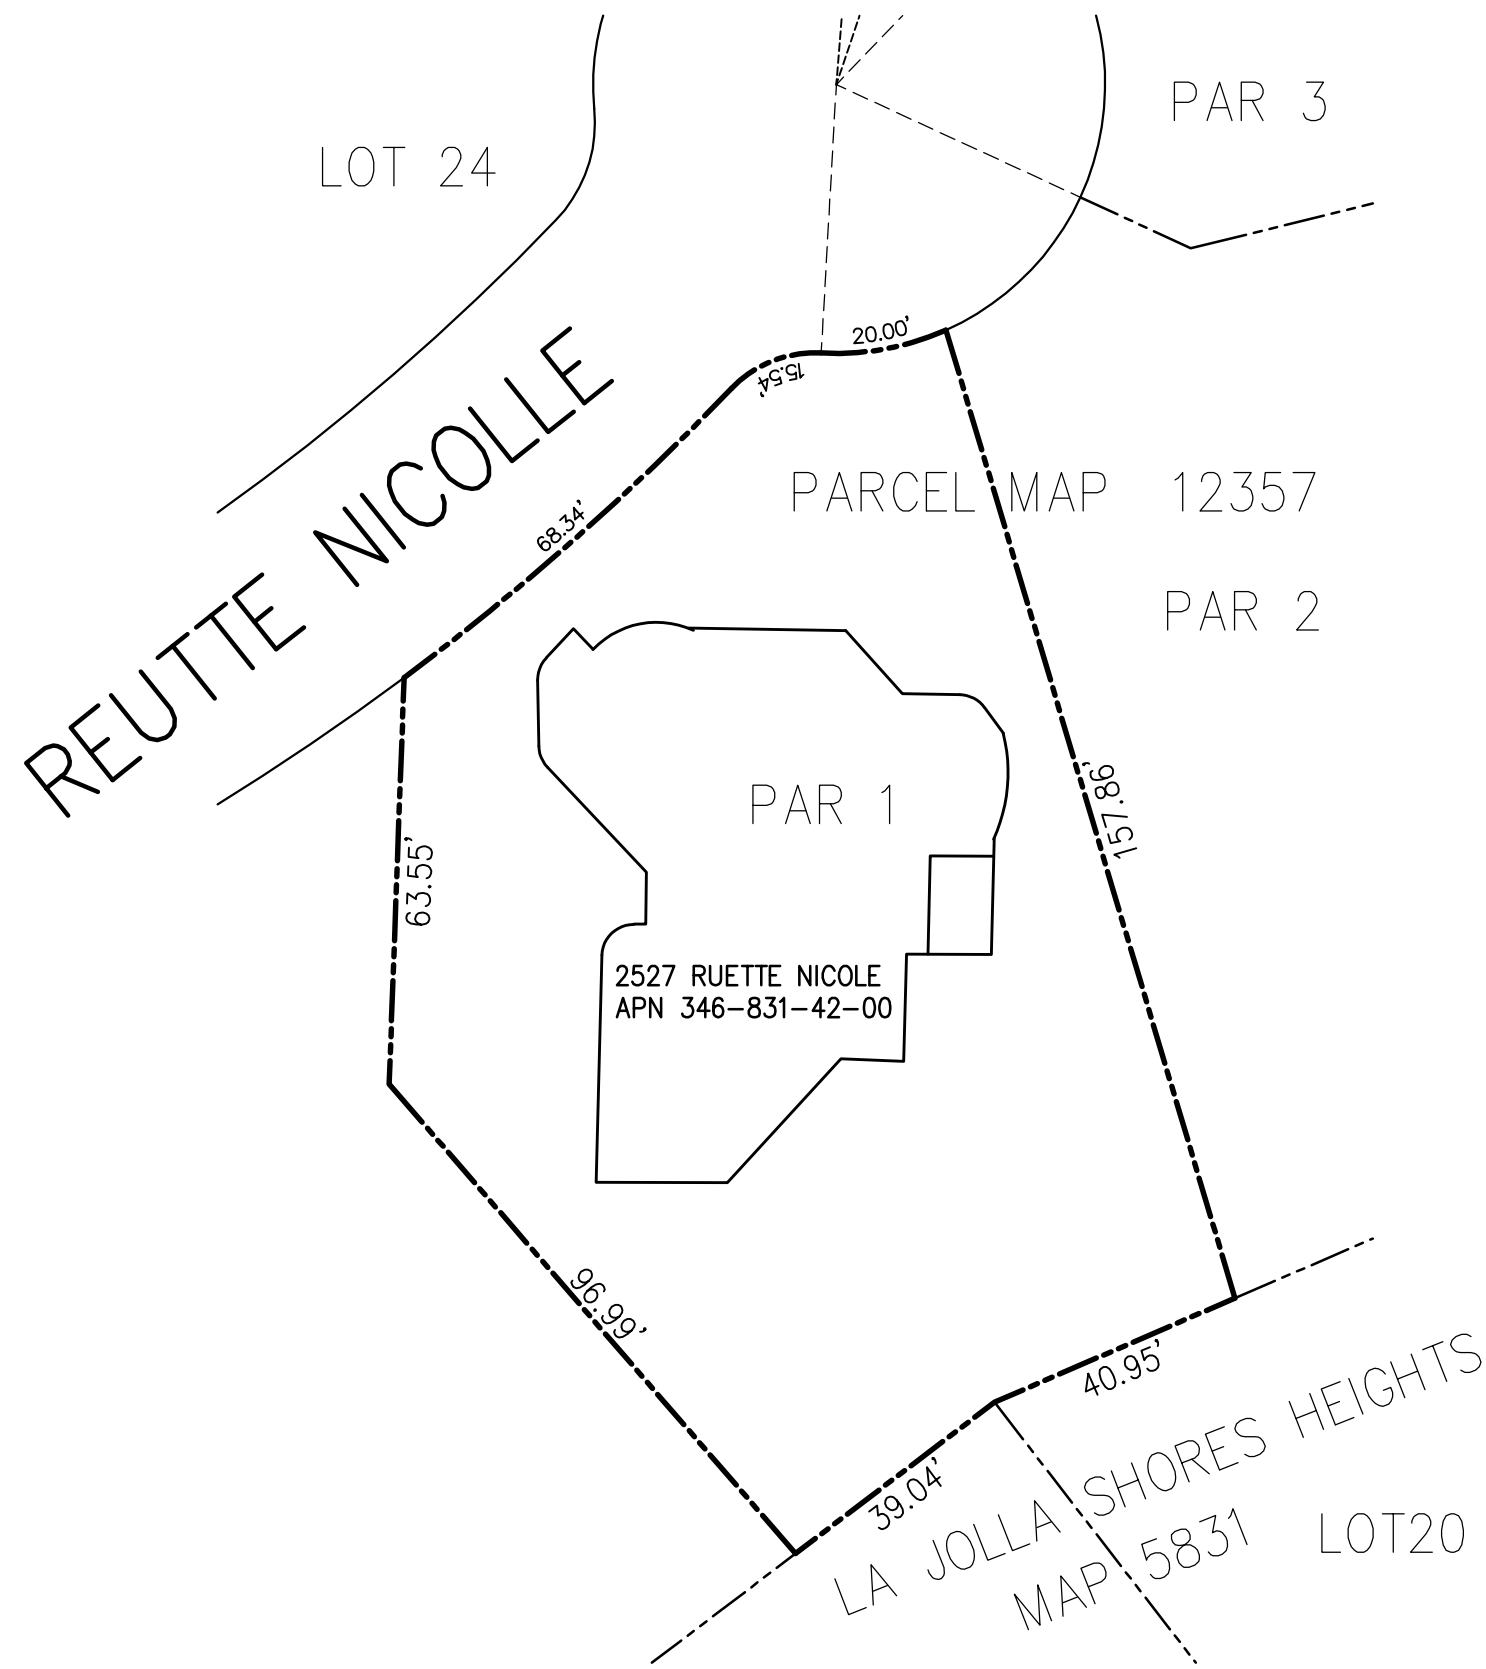 PAR 3
LOT 24
20.00'
15.54'
REUTTE NICOLLE
PARCEL MAP 12357
68.34'
PAR 2
PAR 1
157.86'
63.55'
2527 RUETTE NICOLE
APN 346-831-42-00
96.99'
40.95'
39.04'
LA JOLLA SHORES HEIGHTS
MAP 5831
LOT20